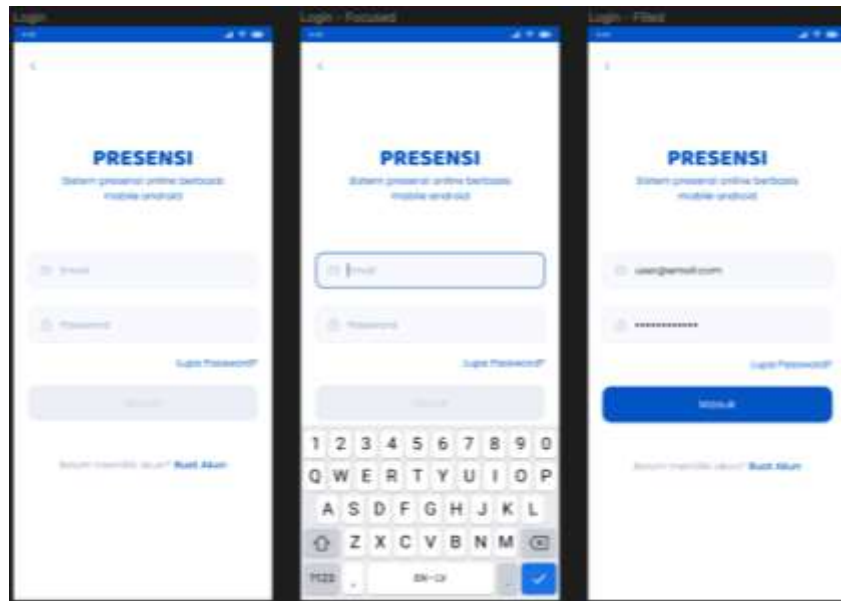 Login
PRESENSI
Sistem presensi online berbasis
mobile android
Email
Password
Lupa Password?
Masuk
Belum memiliki akun? Buat Akun
Login - Focused
PRESENSI
Sistem presensi online berbasis
mobile android
Email
Password
Lupa Password?
1 2 3 4 5 6 7 8 9 0
Q W E R T Y U I O P
A S D F G H J K L
Z X C V B N M
Login - Filled
PRESENSI
Sistem presensi online berbasis
mobile android
user@email.com
••••••••••••
Lupa Password?
Masuk
Belum memiliki akun? Buat Akun